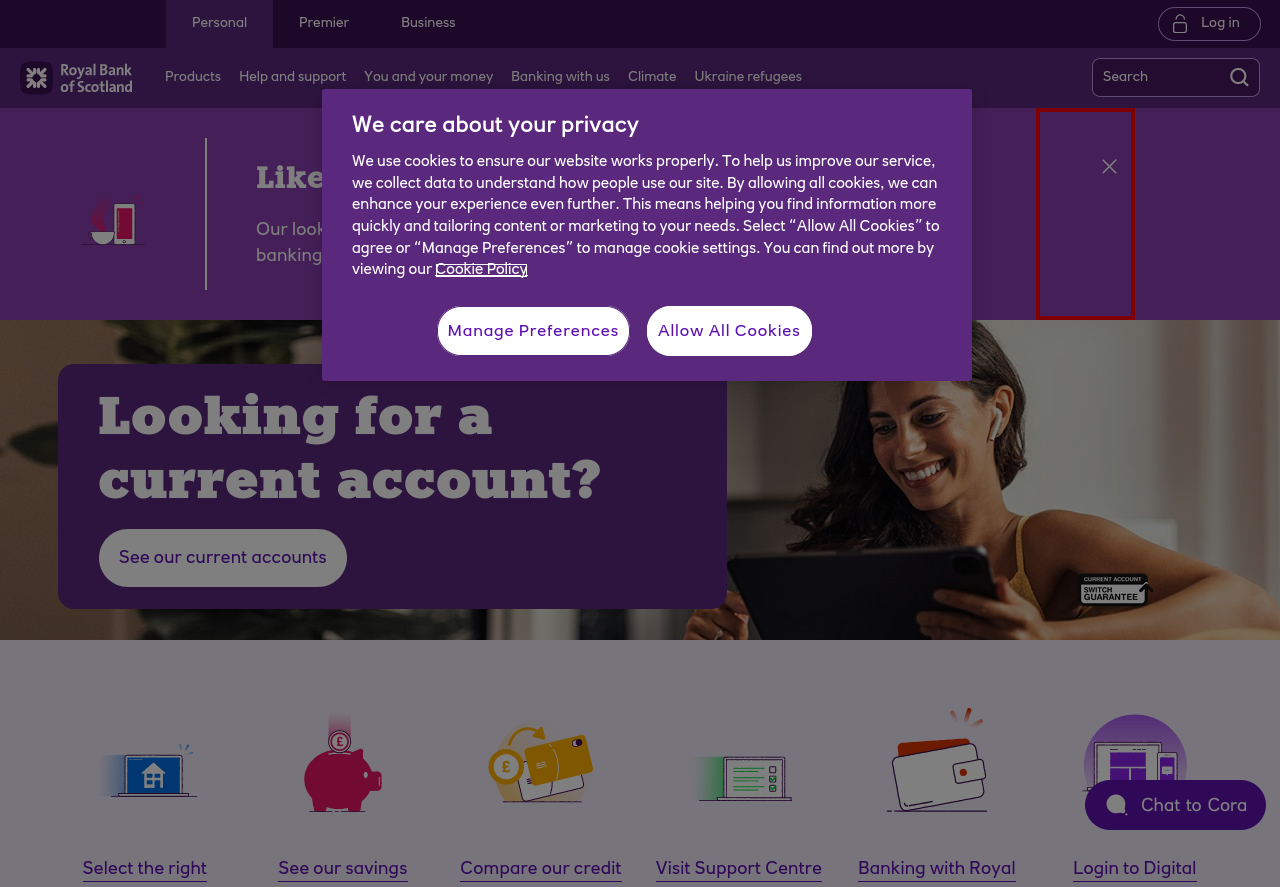 Personal
Premier
Business
Log in
Royal Bank
of Scotland
Products
Help and support
You and your money
Banking with us
Climate
Ukraine refugees
Search
We care about your privacy
We use cookies to ensure our website works properly. To help us improve our service,
we collect data to understand how people use our site. By allowing all cookies, we can
enhance your experience even further. This means helping you find information more
quickly and tailoring content or marketing to your needs. Select “Allow All Cookies” to
agree or “Manage Preferences” to manage cookie settings. You can find out more by
viewing our Cookie Policy
Manage Preferences
Allow All Cookies
Like
Our look
banking
Looking for a
current account?
See our current accounts
CURRENT ACCOUNT
SWITCH
GUARANTEE
Chat to Cora
Select the right
See our savings
Compare our credit
Visit Support Centre
Banking with Royal
Login to Digital